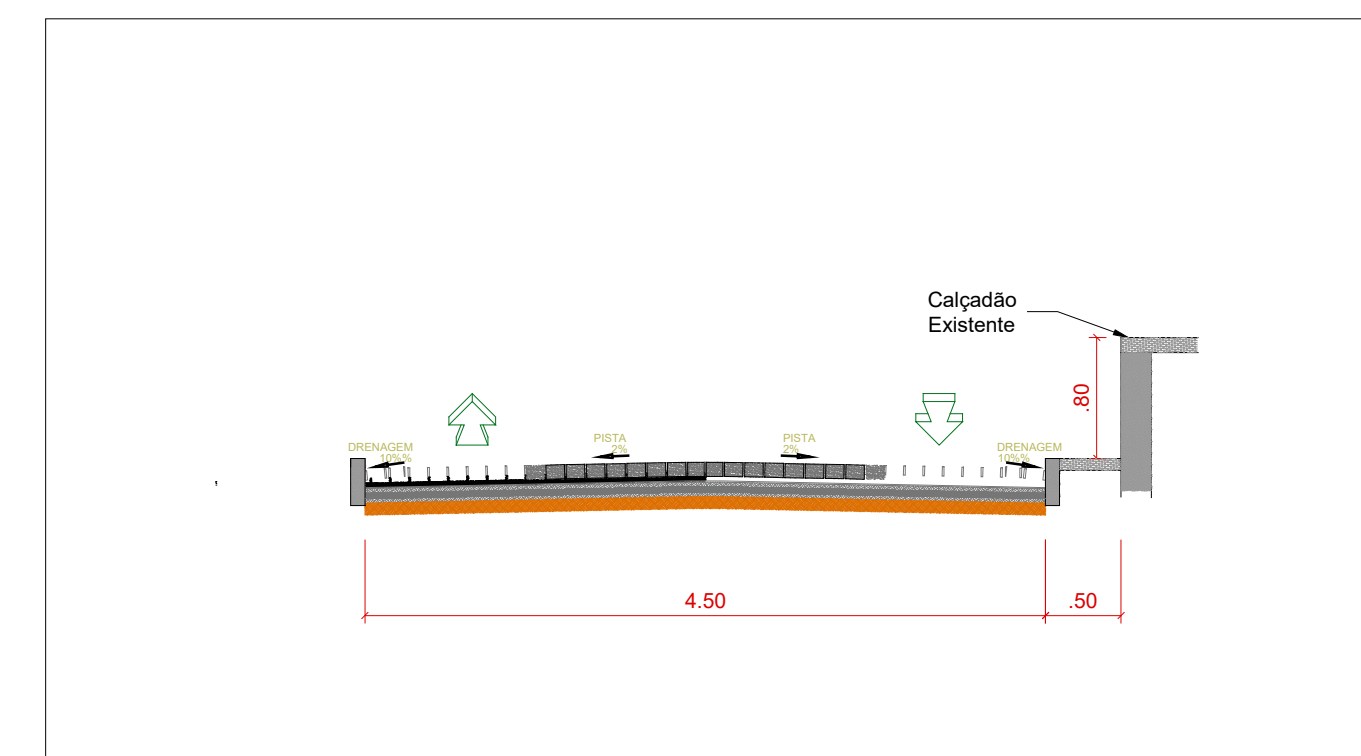 Calçadão
Existente
.80
DRENAGEM
10%%
PISTA
2%
PISTA
2%
DRENAGEM
10%%
4.50
.50